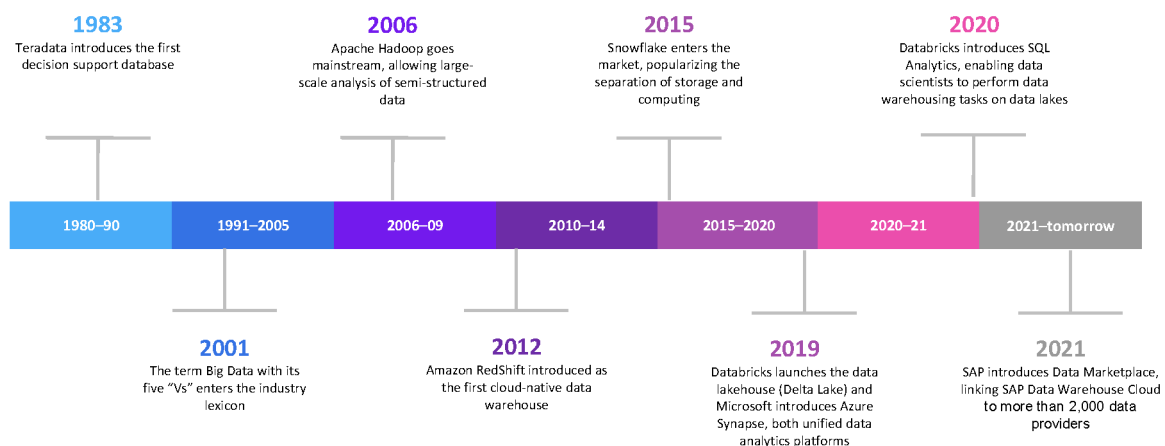 1983
Teradata introduces the first
decision support database
2006
Apache Hadoop goes
mainstream, allowing large-
scale analysis of semi-structured
data
2015
Snowflake enters the
market, popularizing the
separation of storage and
computing
2020
Databricks introduces SQL
Analytics, enabling data
scientists to perform data
warehousing tasks on data lakes
1980–90
1991–2005
2006–09
2010–14
2015–2020
2020–21
2021–tomorrow
2001
The term Big Data with its
five “Vs” enters the industry
lexicon
2012
Amazon RedShift introduced as
the first cloud-native data
warehouse
2019
Databricks launches the data
lakehouse (Delta Lake) and
Microsoft introduces Azure
Synapse, both unified data
analytics platforms
2021
SAP introduces Data Marketplace,
linking SAP Data Warehouse Cloud
to more than 2,000 data
providers